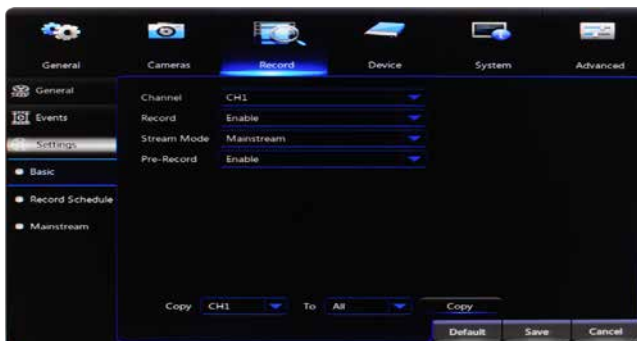 General Cameras Record Device System Advanced
General
Events
Settings
Basic
Record Schedule
Mainstream
Channel CH1
Record Enable
Stream Mode Mainstream
Pre-Record Enable
Copy CH1 To All Copy
Default Save Cancel